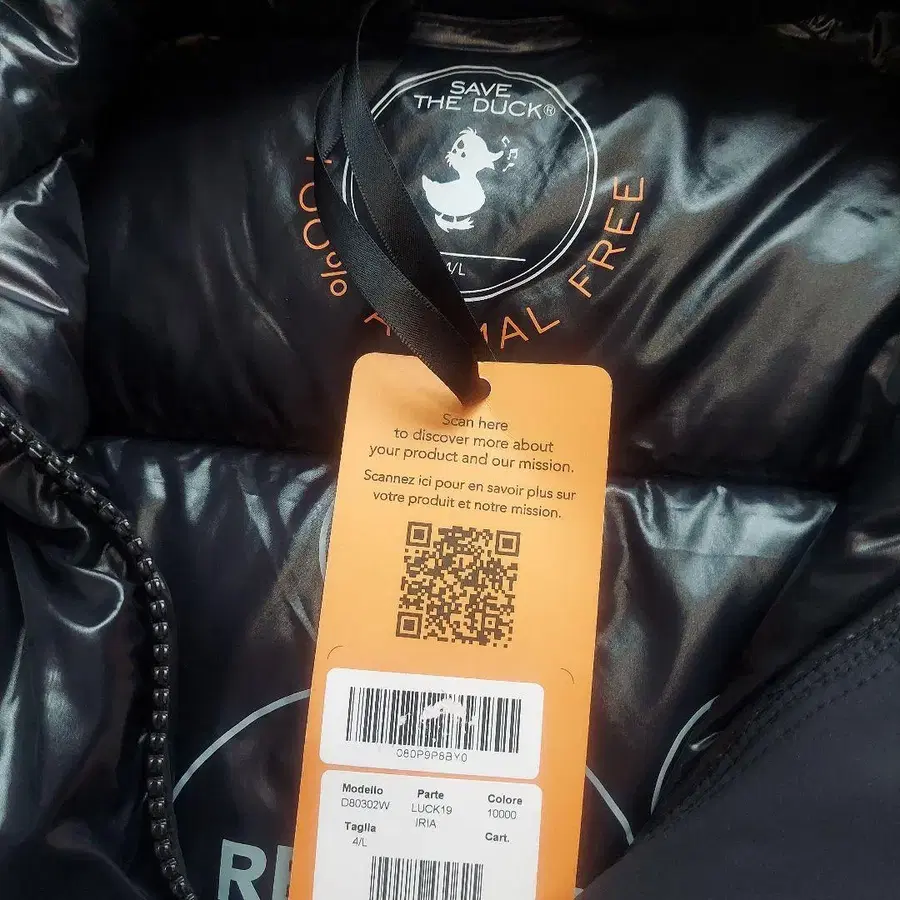 SAVE
THE DUCK®
4/L
100%
FREE
Scan here
to discover more about
your product and our mission.
Scannez ici pour en savoir plus sur
votre produit et notre mission.
080P9P8BY0
Modello Parte Colore
D80302W LUCK19 10000
IRIA
Taglia Cart.
4/L